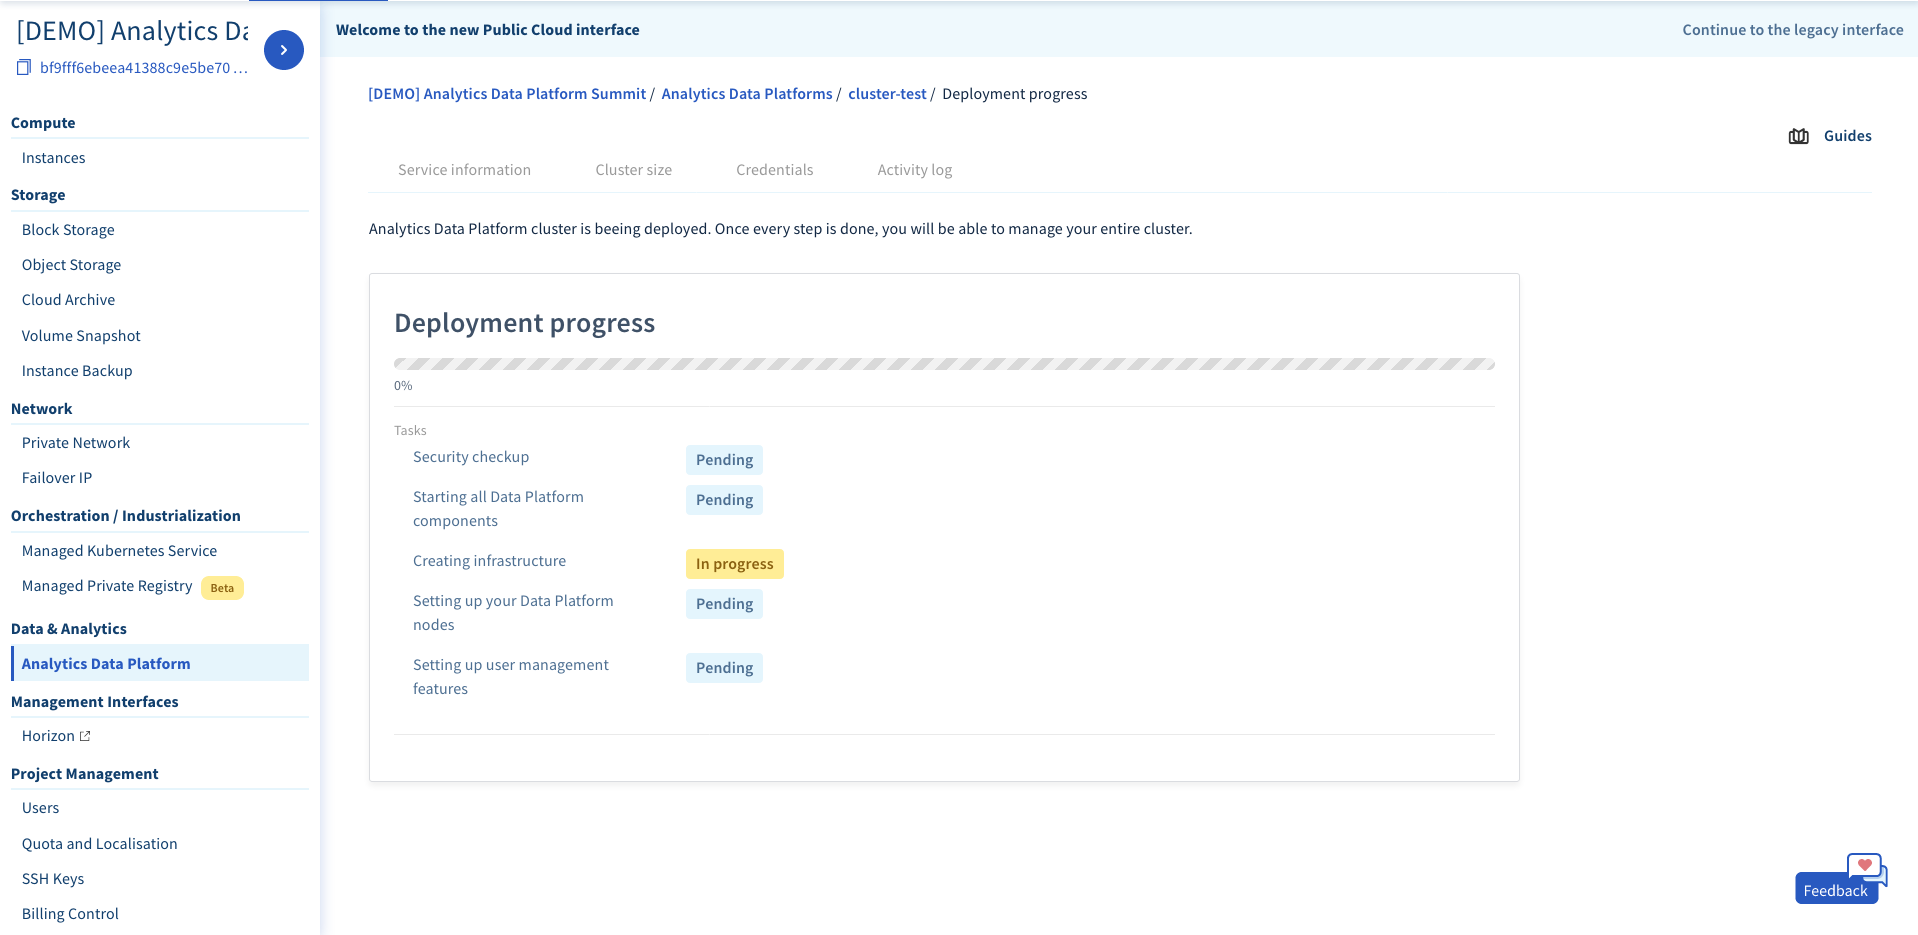 [DEMO] Analytics Da
bf9fff6ebeea41388c9e5be70 ...
Compute
Instances
Storage
Block Storage
Object Storage
Cloud Archive
Volume Snapshot
Instance Backup
Network
Private Network
Failover IP
Orchestration / Industrialization
Managed Kubernetes Service
Managed Private Registry Beta
Data & Analytics
Analytics Data Platform
Management Interfaces
Horizon
Project Management
Users
Quota and Localisation
SSH Keys
Billing Control
Welcome to the new Public Cloud interface
Continue to the legacy interface
[DEMO] Analytics Data Platform Summit / Analytics Data Platforms / cluster-test / Deployment progress
Guides
Service information Cluster size Credentials Activity log
Analytics Data Platform cluster is beeing deployed. Once every step is done, you will be able to manage your entire cluster.
Deployment progress
0%
Tasks
Security checkup Pending
Starting all Data Platform Pending
components
Creating infrastructure In progress
Setting up your Data Platform Pending
nodes
Setting up user management Pending
features
Feedback